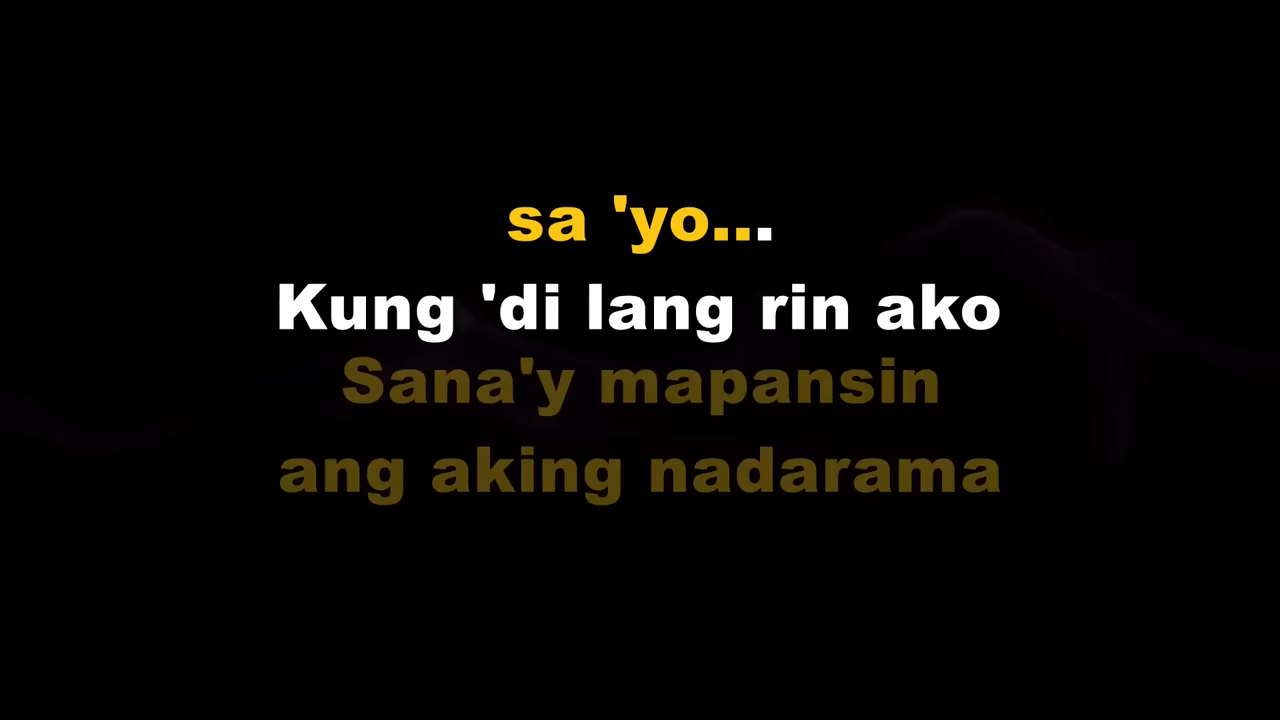 sa 'yo...
Kung 'di lang rin ako
Sana'y mapansin
ang aking nadarama